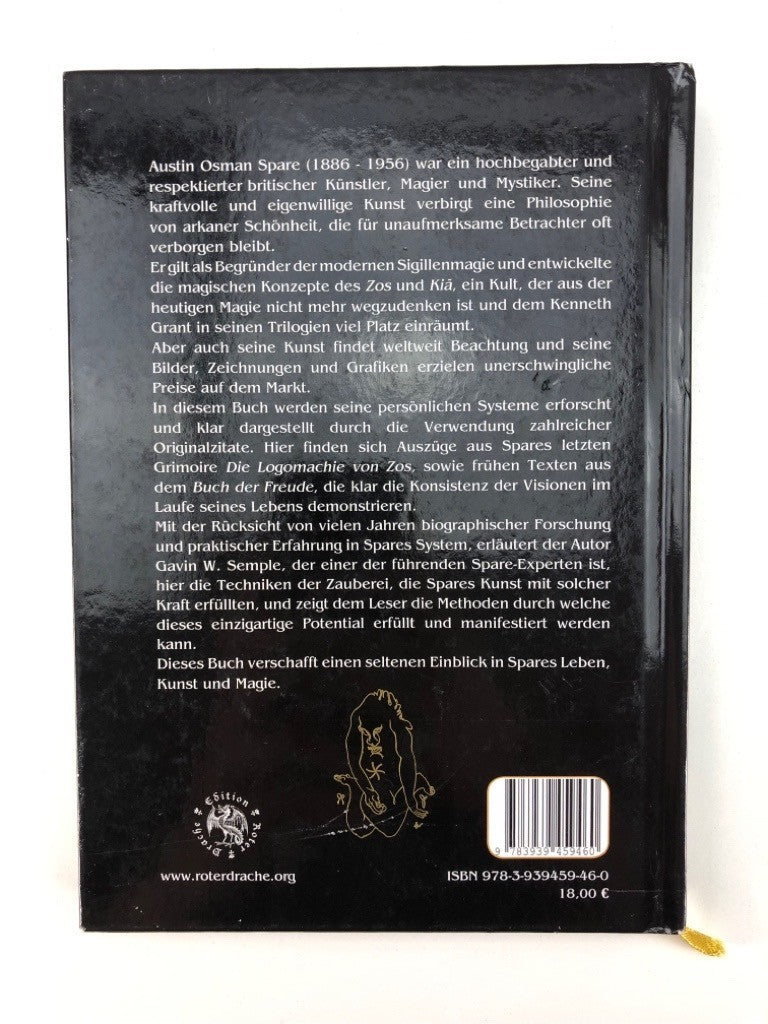 Austin Osman Spare (1886 - 1956) war ein hochbegabter und
respektierter britischer Künstler, Magier und Mystiker. Seine
kraftvolle und eigenwillige Kunst verbirgt eine Philosophie
von arkaner Schönheit, die für unaufmerksame Betrachter oft
verborgen bleibt.
Er gilt als Begründer der modernen Sigillenmagie und entwickelte
die magischen Konzepte des Zos und Kiā, ein Kult, der aus der
heutigen Magie nicht mehr wegzudenken ist und dem Kenneth
Grant in seinen Trilogien viel Platz einräumt.
Aber auch seine Kunst findet weltweit Beachtung und seine
Bilder, Zeichnungen und Grafiken erzielen unerschwingliche
Preise auf dem Markt.
In diesem Buch werden seine persönlichen Systeme erforscht
und klar dargestellt durch die Verwendung zahlreicher
Originalzitate. Hier finden sich Auszüge aus Spares letzten
Grimoire Die Logomachie von Zos, sowie frühen Texten aus
dem Buch der Freude, die klar die Konsistenz der Visionen im
Laufe seines Lebens demonstrieren.
Mit der Rücksicht von vielen Jahren biographischer Forschung
und praktischer Erfahrung in Spares System, erläutert der Autor
Gavin W. Semple, der einer der führenden Spare-Experten ist,
hier die Techniken der Zauberei, die Spares Kunst mit solcher
Kraft erfüllten, und zeigt dem Leser die Methoden durch welche
dieses einzigartige Potential erfüllt und manifestiert werden
kann.
Dieses Buch verschafft einen seltenen Einblick in Spares Leben,
Kunst und Magie.
Edition Roter Drache
www.roterdrache.org
9 783939 459460
ISBN 978-3-939459-46-0
18,00 €